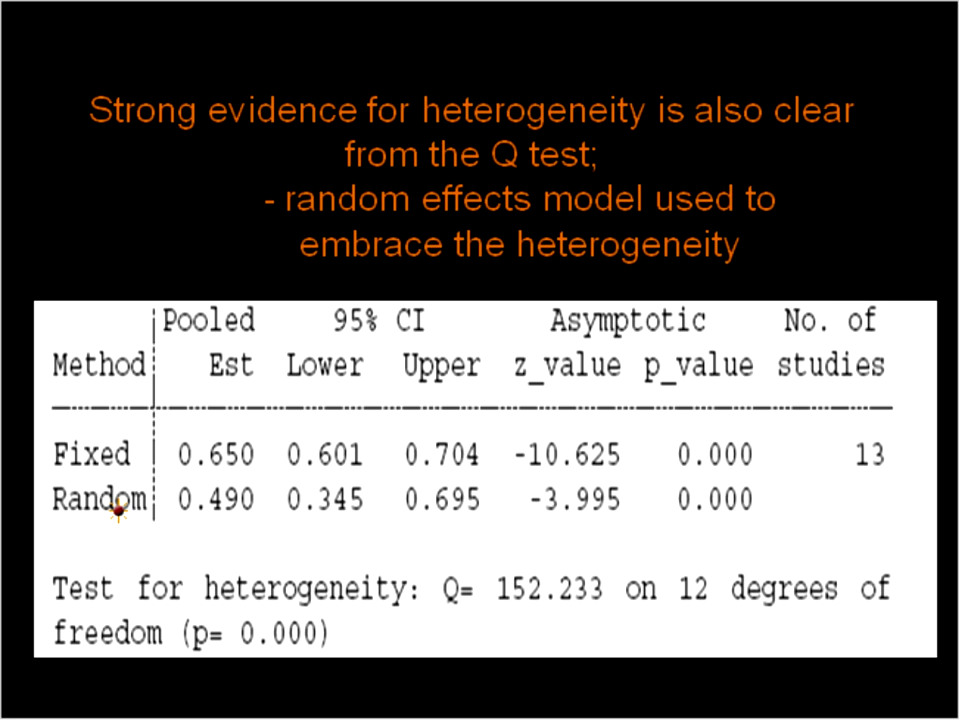 Strong evidence for heterogeneity is also clear
from the Q test;
- random effects model used to
embrace the heterogeneity
Pooled 95% CI Asymptotic No. of
Method Est Lower Upper z_value p_value studies
Fixed 0.650 0.601 0.704 -10.625 0.000 13
Random 0.490 0.345 0.695 -3.995 0.000
Test for heterogeneity: Q= 152.233 on 12 degrees of
freedom (p= 0.000)